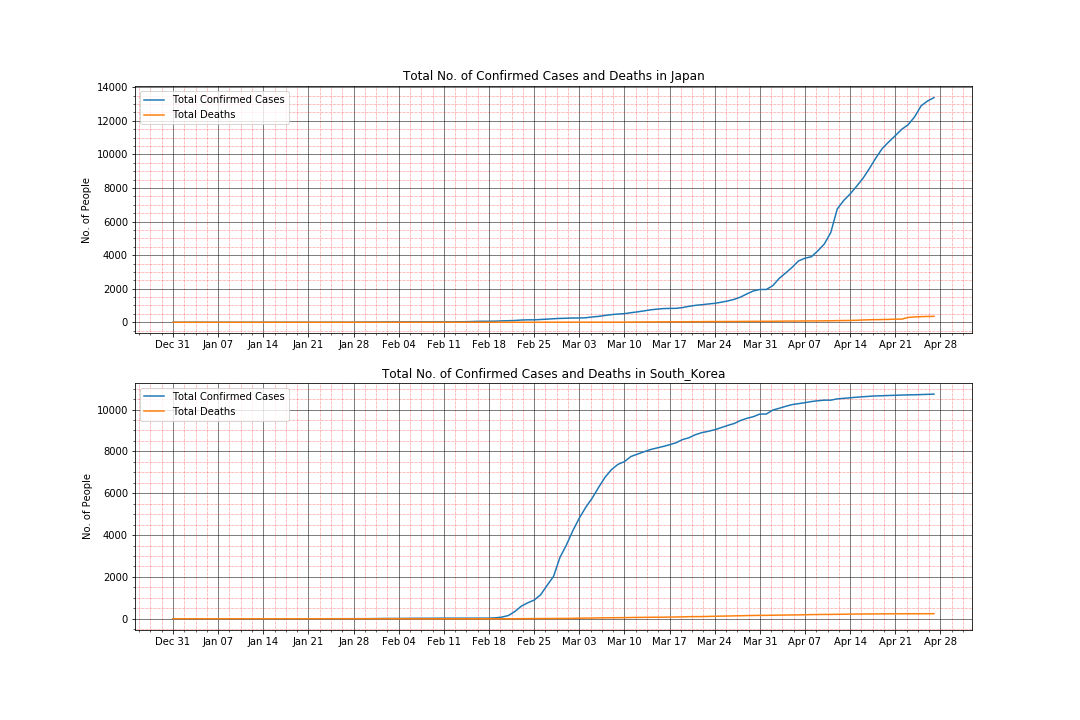 Total No. of Confirmed Cases and Deaths in Japan
14000
12000
10000
8000
6000
4000
2000
0
No. of People
Total Confirmed Cases
Total Deaths
Dec 31 Jan 07 Jan 14 Jan 21 Jan 28 Feb 04 Feb 11 Feb 18 Feb 25 Mar 03 Mar 10 Mar 17 Mar 24 Mar 31 Apr 07 Apr 14 Apr 21 Apr 28
Total No. of Confirmed Cases and Deaths in South_Korea
10000
8000
6000
4000
2000
0
No. of People
Total Confirmed Cases
Total Deaths
Dec 31 Jan 07 Jan 14 Jan 21 Jan 28 Feb 04 Feb 11 Feb 18 Feb 25 Mar 03 Mar 10 Mar 17 Mar 24 Mar 31 Apr 07 Apr 14 Apr 21 Apr 28